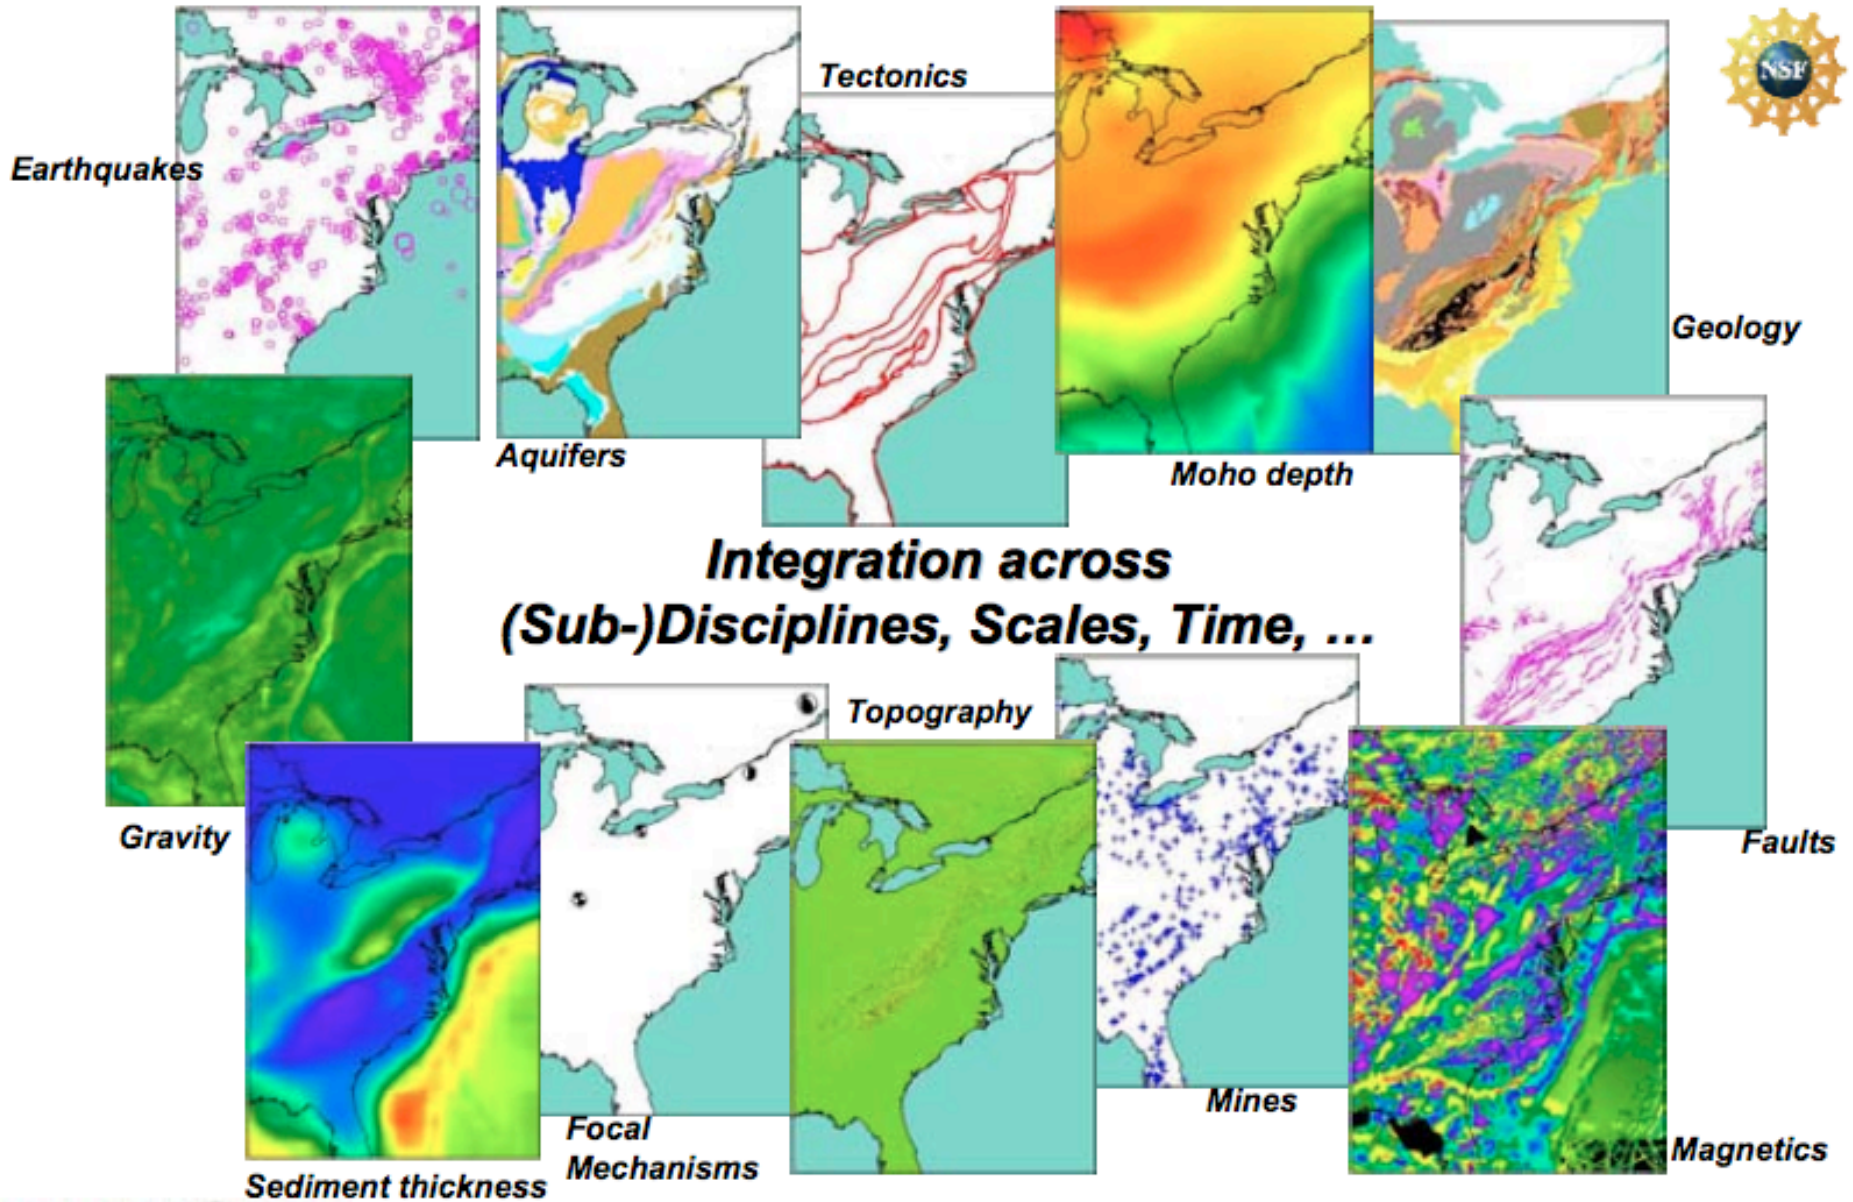 Tectonics
NSF
Earthquakes
Geology
Aquifers
Moho depth
Integration across
(Sub-)Disciplines, Scales, Time, ...
Topography
Gravity
Faults
Mines
Focal
Mechanisms
Magnetics
Sediment thickness